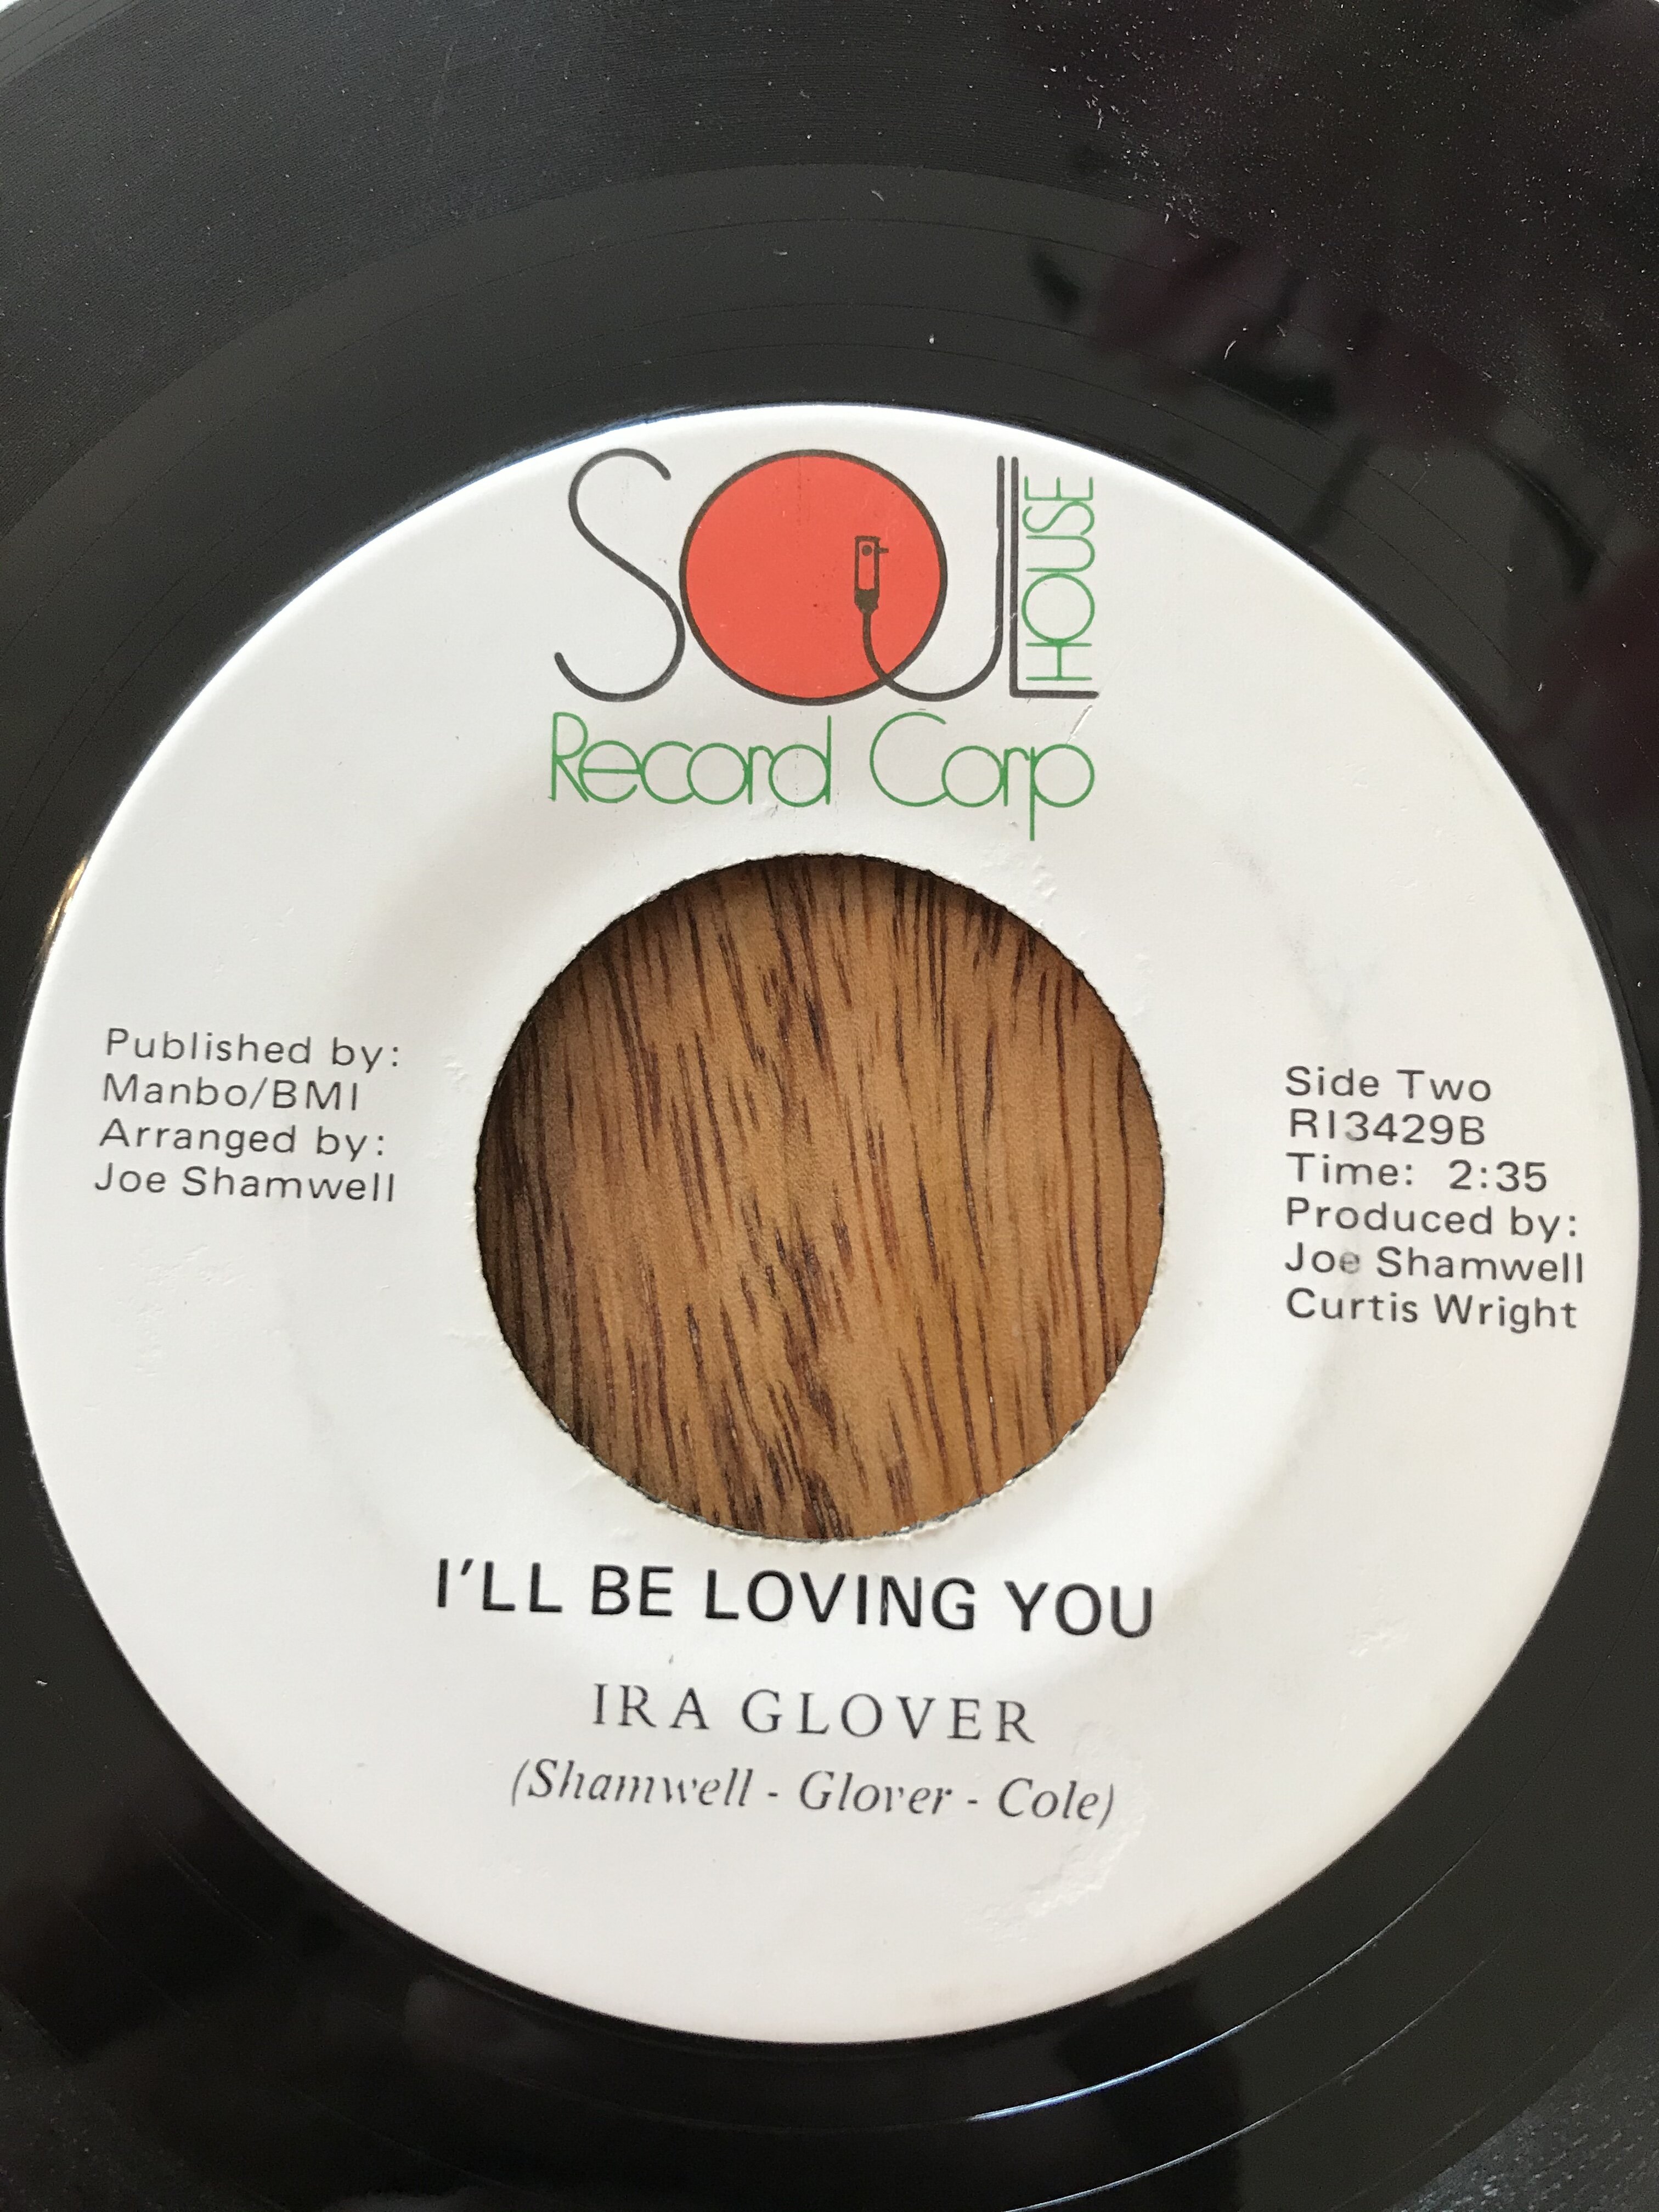 SOUL HOUSE
Record Corp
Published by:
Manbo/BMI
Arranged by:
Joe Shamwell
Side Two
RI3429B
Time: 2:35
Produced by:
Joe Shamwell
Curtis Wright
I'LL BE LOVING YOU
IRA GLOVER
(Shamwell - Glover - Cole)